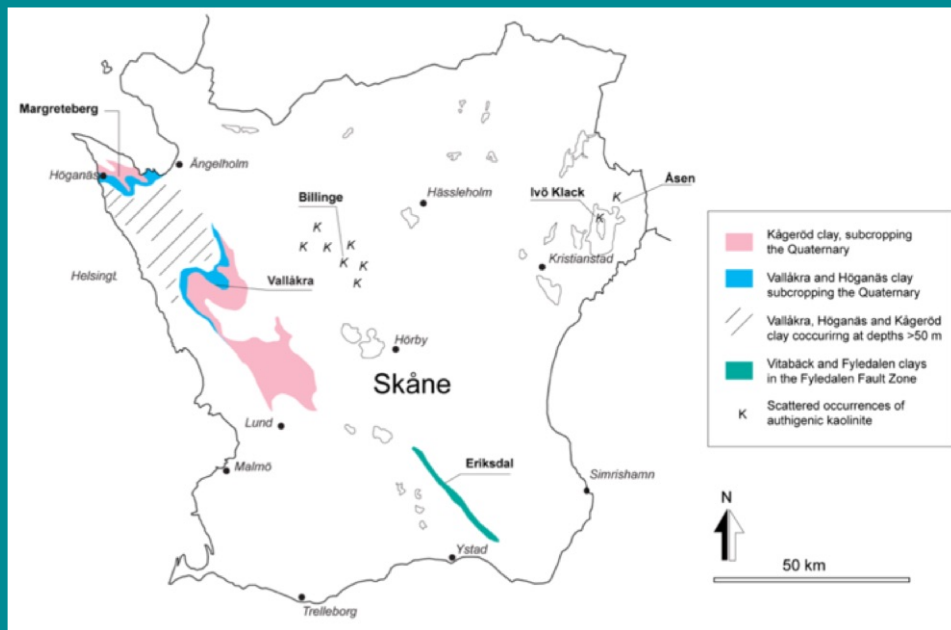 Margreteberg
Höganäs
Ängelholm
Billinge
Hässleholm
Ivö Klack
Åsen
K
K
K
K
K
K
K
K
Kristianstad
Helsingt.
Vallåkra
Hörby
Skåne
Lund
Malmö
Eriksdal
Simrishamn
Ystad
Trelleborg
Kågeröd clay, subcropping
the Quaternary
Vallåkra and Höganäs clay
subcropping the Quaternary
Vallåkra, Höganäs and Kågeröd
clay coccurirng at depths >50 m
Vitabäck and Fyledalen clays
in the Fyledalen Fault Zone
K
Scattered occurrences of
authigenic kaolinite
N
50 km